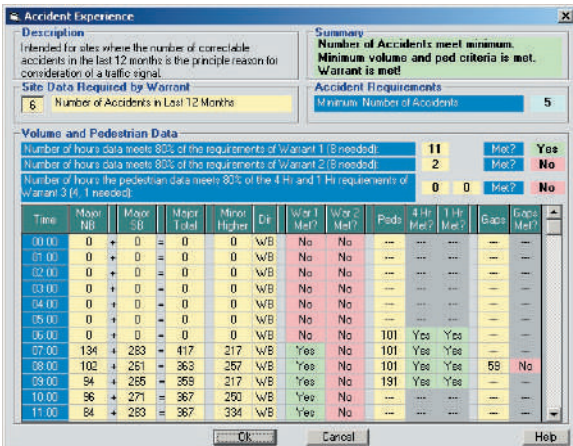 Accident Experience
Description
Intended for sites where the number of correctable
accidents in the last 12 months is the principle reason for
consideration of a traffic signal.
Summary
Number of Accidents meet minimum.
Minimum volume and ped criteria is met.
Warrant is met!
Site Data Required by Warrant
6 Number of Accidents in Last 12 Months
Accident Requirements
Minimum Number of Accidents 5
Volume and Pedestrian Data
Number of hours data meets 80% of the requirements of Warrant 1 (8 needed): 11 Met? Yes
Number of hours data meets 80% of the requirements of Warrant 2 (8 needed): 2 Met? No
Number of hours the pedestrian data meets 80% of the 4 Hr and 1 Hr requirements of
Warrant 3 (4, 1 needed): 0 0 Met? No
Time Major NB Major SB Major Total Minor Higher Dir War 1 Met? War 2 Met? Peds 4 Hr Met? 1 Hr Met? Gaps Gaps Met?
00:00 0 + 0 = 0 0 WB No No --- --- --- --- ---
01:00 0 + 0 = 0 0 WB No No --- --- --- --- ---
02:00 0 + 0 = 0 0 WB No No --- --- --- --- ---
03:00 0 + 0 = 0 0 WB No No --- --- --- --- ---
04:00 0 + 0 = 0 0 WB No No --- --- --- --- ---
05:00 0 + 0 = 0 0 WB No No --- --- --- --- ---
06:00 0 + 0 = 0 0 WB No No 101 Yes Yes --- ---
07:00 134 + 283 = 417 217 WB Yes No 101 Yes Yes --- ---
08:00 102 + 261 = 363 257 WB Yes No 101 Yes Yes 59 No
09:00 94 + 265 = 359 217 WB Yes No 191 Yes Yes --- ---
10:00 96 + 271 = 367 250 WB Yes No --- --- --- --- ---
11:00 84 + 283 = 367 334 WB Yes No --- --- --- --- ---
Ok Cancel Help